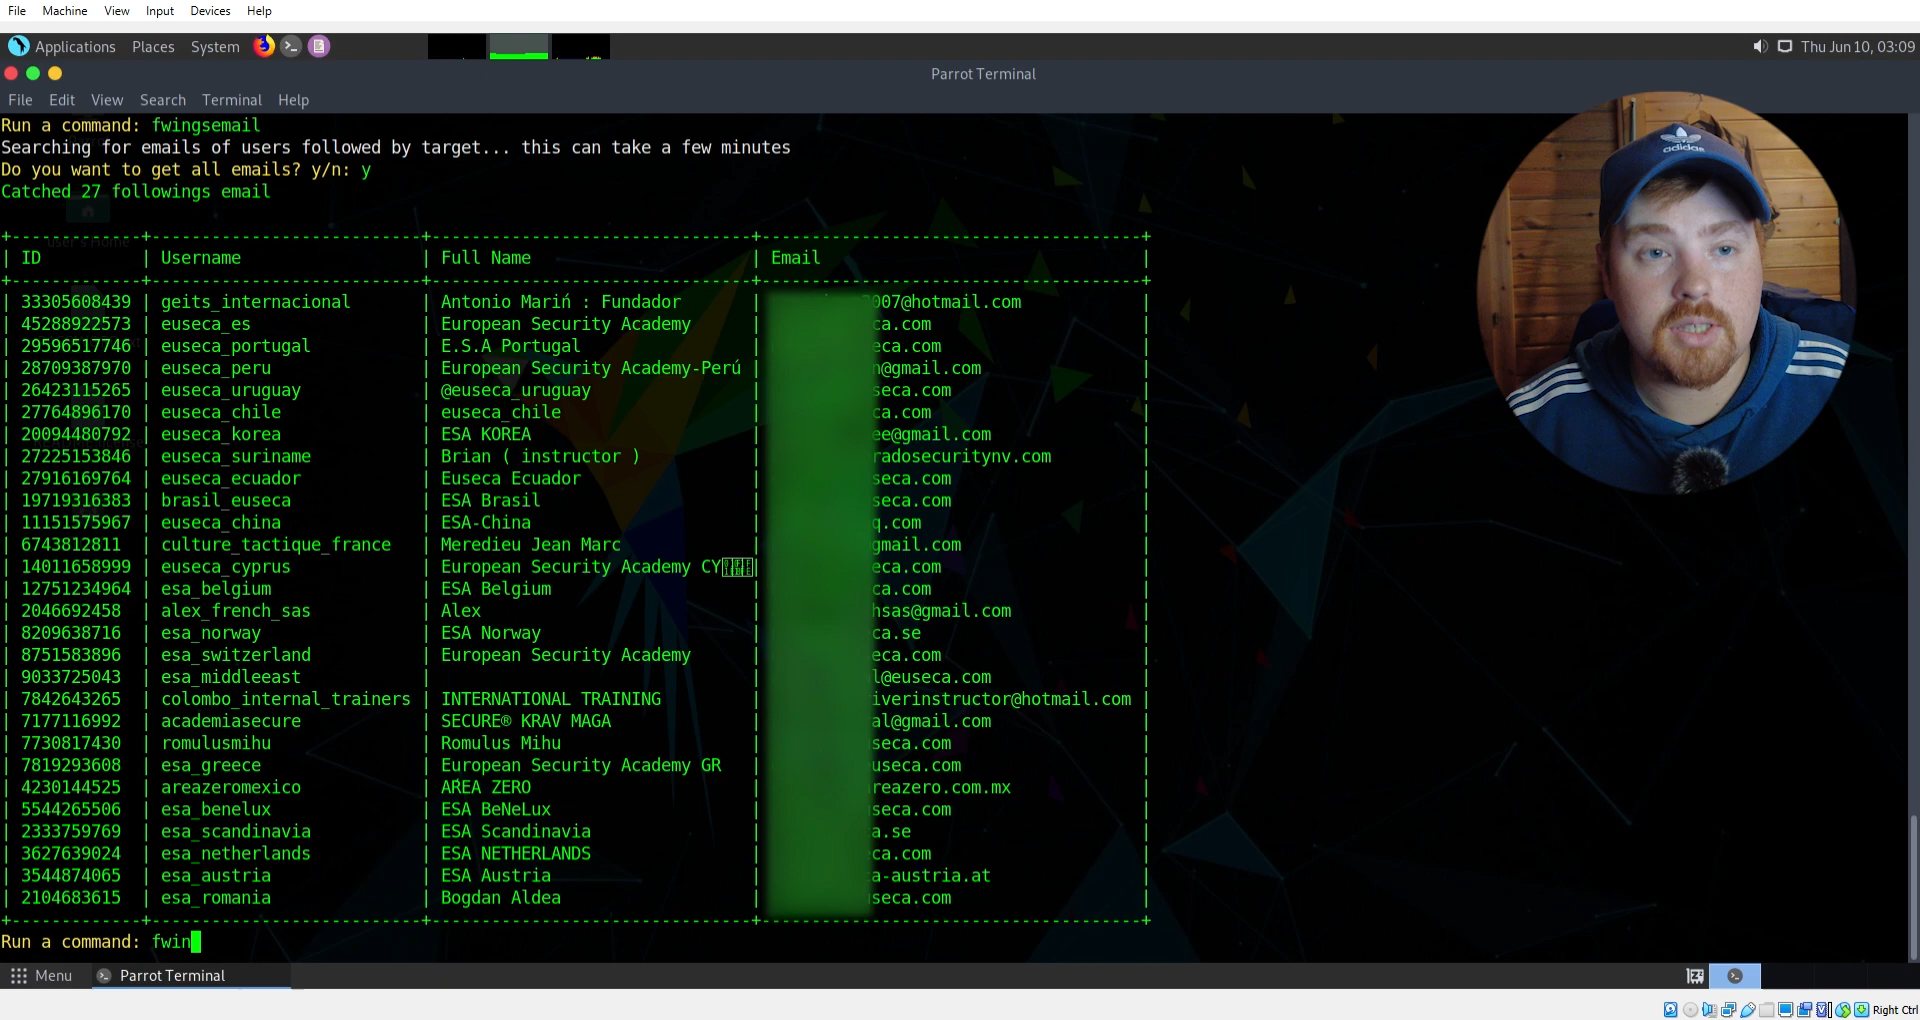 File Machine View Input Devices Help
Applications Places System Thu Jun 10, 03:09
Parrot Terminal
File Edit View Search Terminal Help
adidas
Run a command: fwingsemail
Searching for emails of users followed by target... this can take a few minutes
Do you want to get all emails? y/n: y
Catched 27 followings email
user's Home
| ID | Username | Full Name | Email |
| 33305608439 | geits_internacional | Antonio Mariń : Fundador | 2007@hotmail.com
| 45288922573 | euseca_es | European Security Academy | ca.com
| 29596517746 | euseca_portugal | E.S.A Portugal | eca.com
| 28709387970 | euseca_peru | European Security Academy-Perú | n@gmail.com
| 26423115265 | euseca_uruguay | @euseca_uruguay | seca.com
| 27764896170 | euseca_chile | euseca_chile | ca.com
| 20094480792 | euseca_korea | ESA KOREA | ee@gmail.com
| 27225153846 | euseca_suriname | Brian ( instructor ) | radosecuritynv.com
| 27916169764 | euseca_ecuador | Euseca Ecuador | seca.com
| 19719316383 | brasil_euseca | ESA Brasil | seca.com
| 11151575967 | euseca_china | ESA-China | q.com
| 6743812811 | culture_tactique_france | Meredieu Jean Marc | gmail.com
| 14011658999 | euseca_cyprus | European Security Academy CY | eca.com
| 12751234964 | esa_belgium | ESA Belgium | ca.com
| 2046692458 | alex_french_sas | Alex | hsas@gmail.com
| 8209638716 | esa_norway | ESA Norway | ca.se
| 8751583896 | esa_switzerland | European Security Academy | eca.com
| 9033725043 | esa_middleeast | | l@euseca.com
| 7842643265 | colombo_internal_trainers | INTERNATIONAL TRAINING | iverinstructor@hotmail.com |
| 7177116992 | academiasecure | SECURE® KRAV MAGA | al@gmail.com
| 7730817430 | romulusmihu | Romulus Mihu | seca.com
| 7819293608 | esa_greece | European Security Academy GR | useca.com
| 4230144525 | areazeromexico | AŔEA ZERO | reazero.com.mx
| 5544265506 | esa_benelux | ESA BeNeLux | seca.com
| 2333759769 | esa_scandinavia | ESA Scandinavia | a.se
| 3627639024 | esa_netherlands | ESA NETHERLANDS | eca.com
| 3544874065 | esa_austria | ESA Austria | a-austria.at
| 2104683615 | esa_romania | Bogdan Aldea | seca.com
Run a command: fwin
Menu Parrot Terminal
Right Ctrl